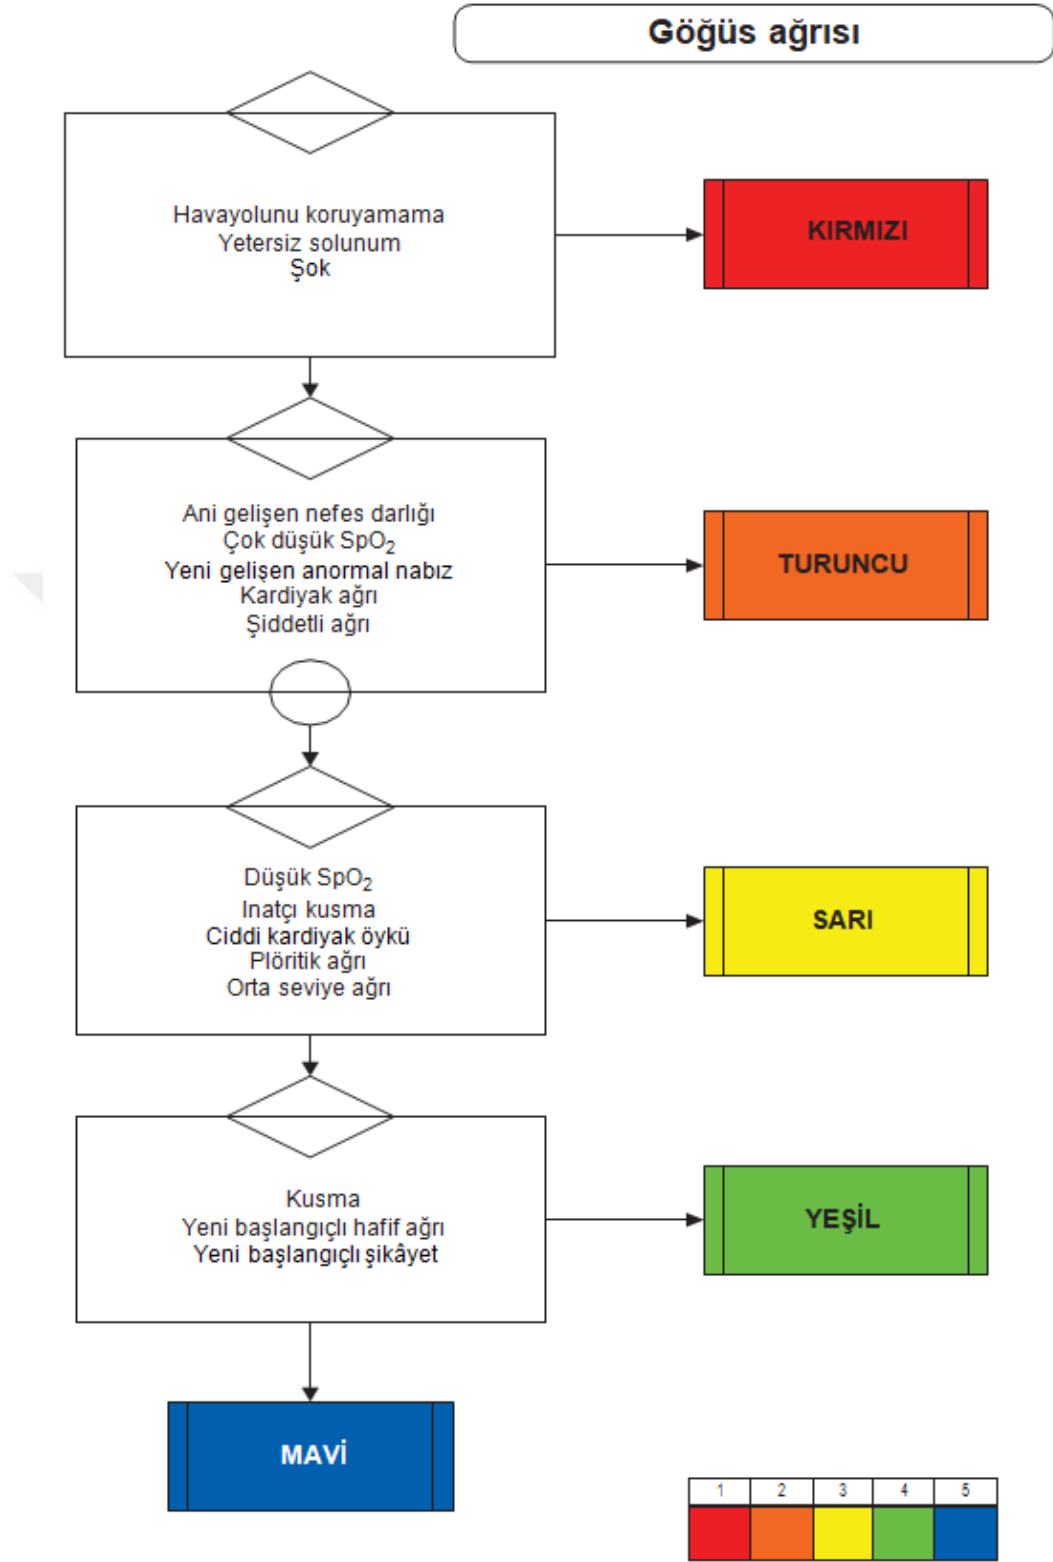 Göğüs ağrısı
Havayolunu koruyamama
Yetersiz solunum
Şok
KIRMIZI
Ani gelişen nefes darlığı
Çok düşük SpO₂
Yeni gelişen anormal nabız
Kardiyak ağrı
Şiddetli ağrı
TURUNCU
Düşük SpO₂
Inatçı kusma
Ciddi kardiyak öykü
Plöritik ağrı
Orta seviye ağrı
SARI
Kusma
Yeni başlangıçlı hafif ağrı
Yeni başlangıçlı şikâyet
YEŞİL
MAVİ
1 2 3 4 5